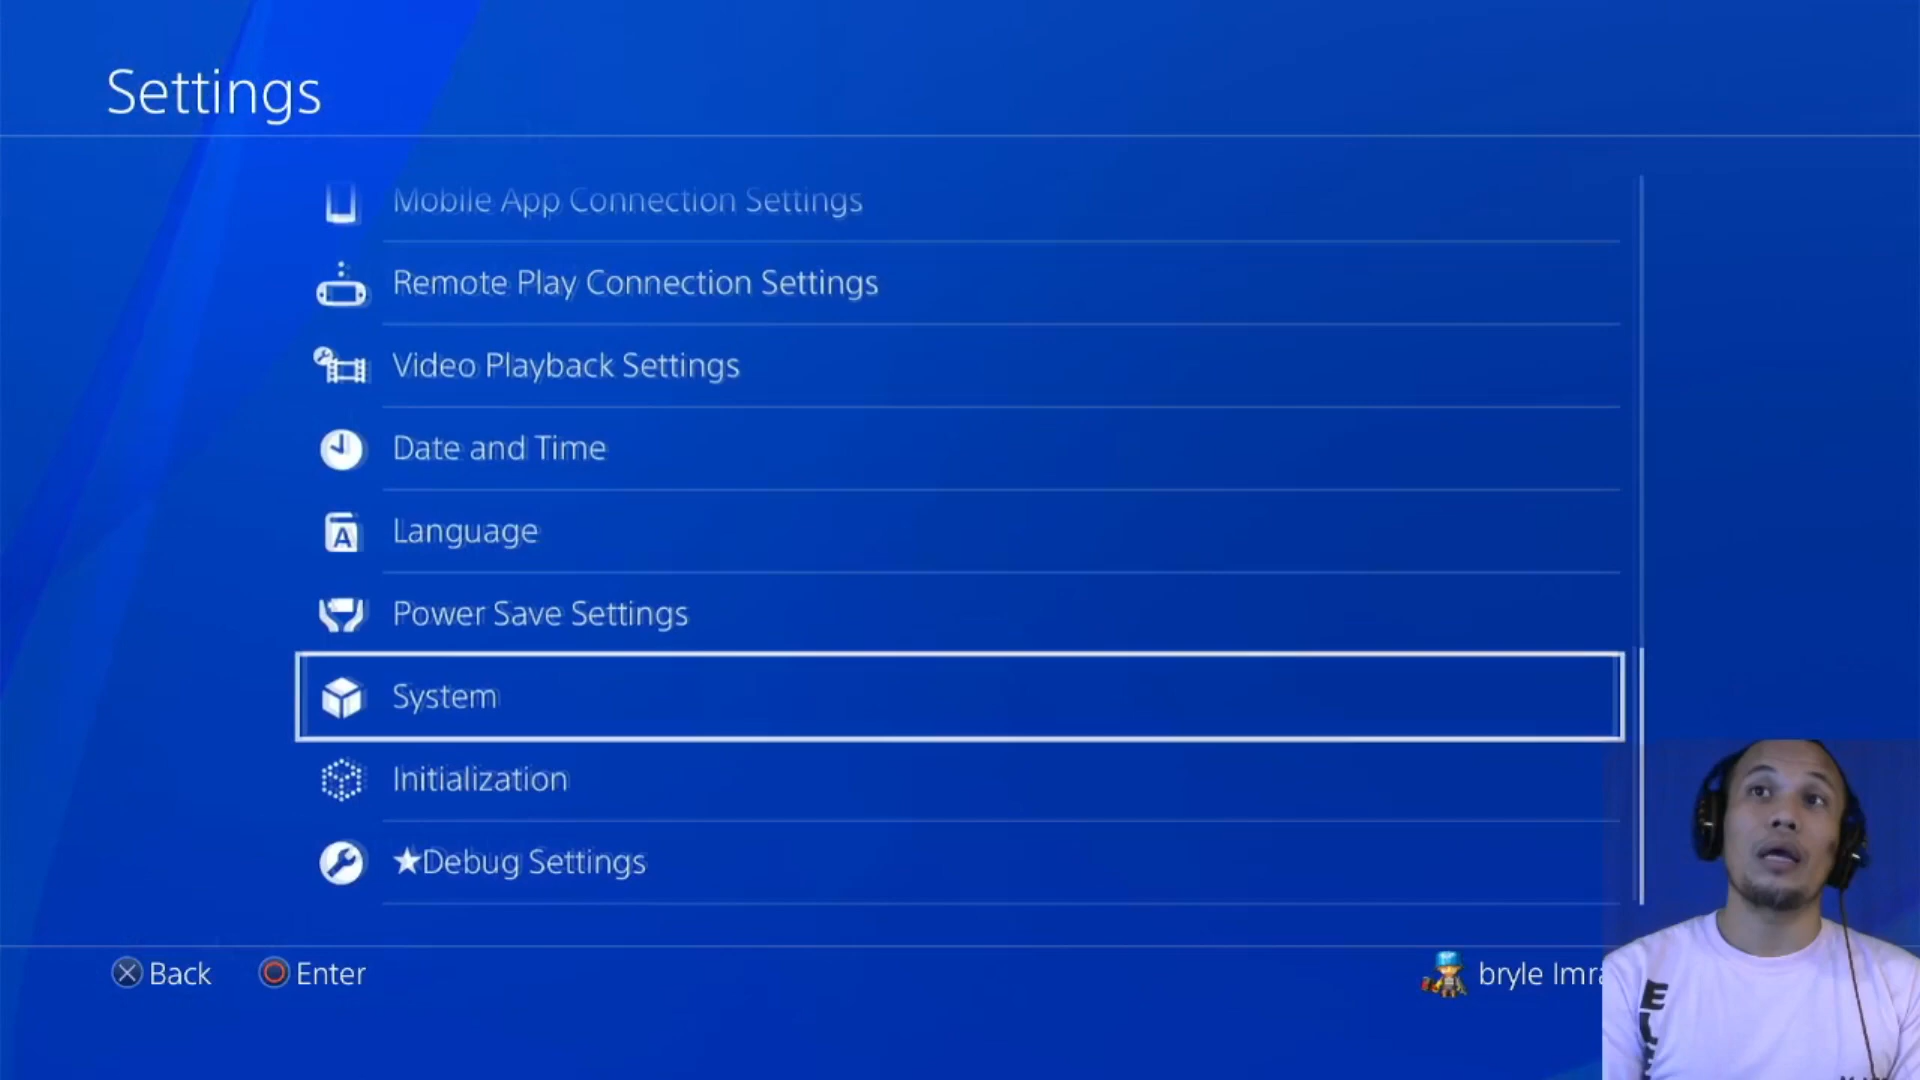 Settings
Mobile App Connection Settings
Remote Play Connection Settings
Video Playback Settings
Date and Time
A Language
Power Save Settings
System
Initialization
★Debug Settings
Back
Enter
bryle Imra